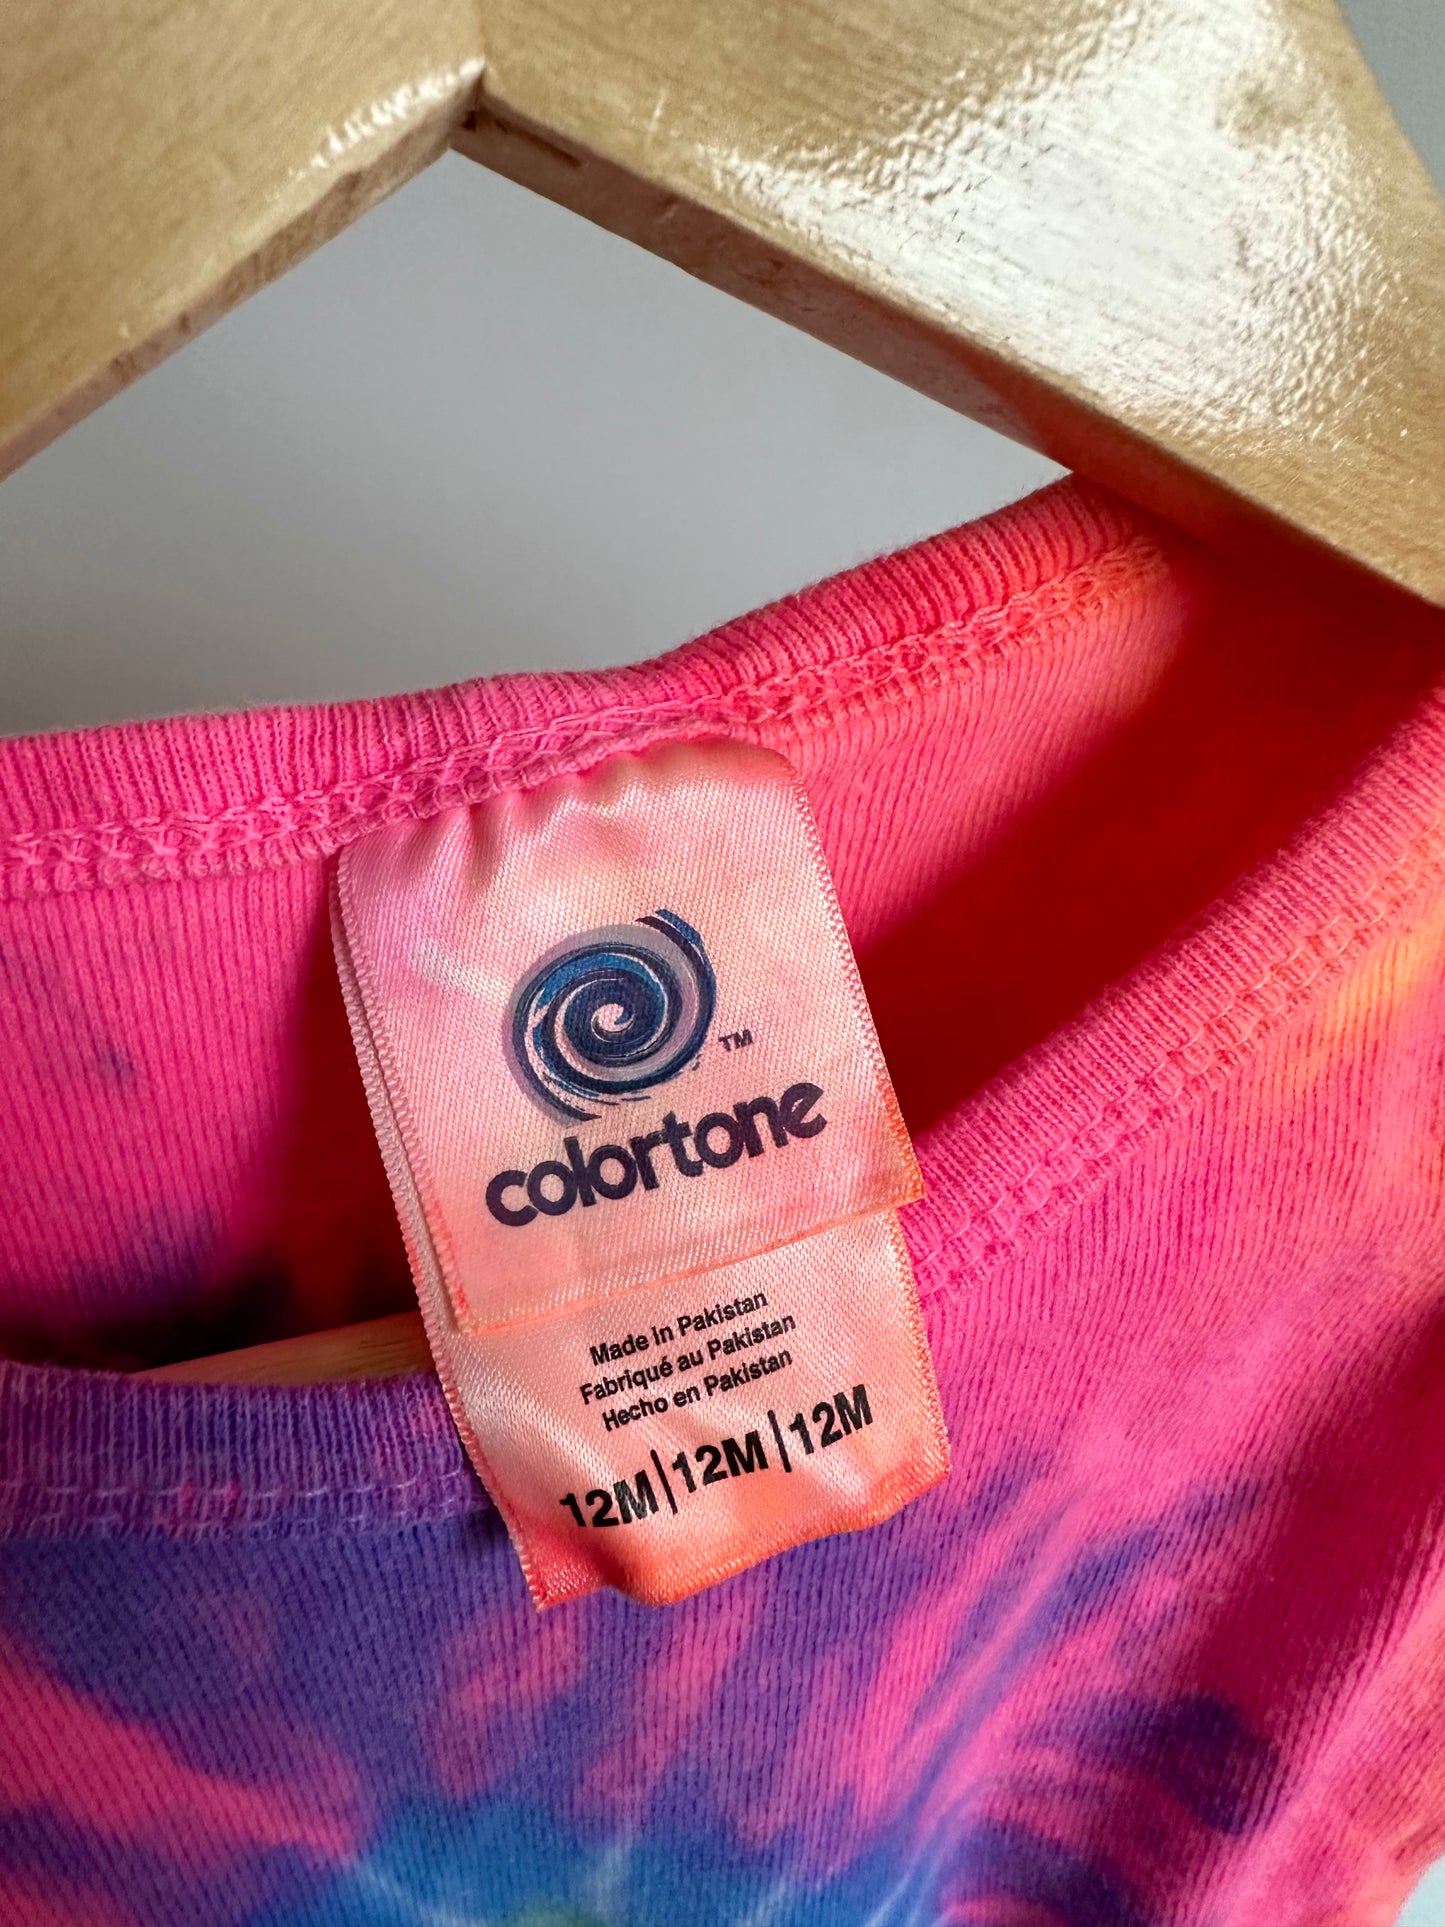 TM
colortone
Made in Pakistan
Fabriqué au Pakistan
Hecho en Pakistan
12M|12M|12M